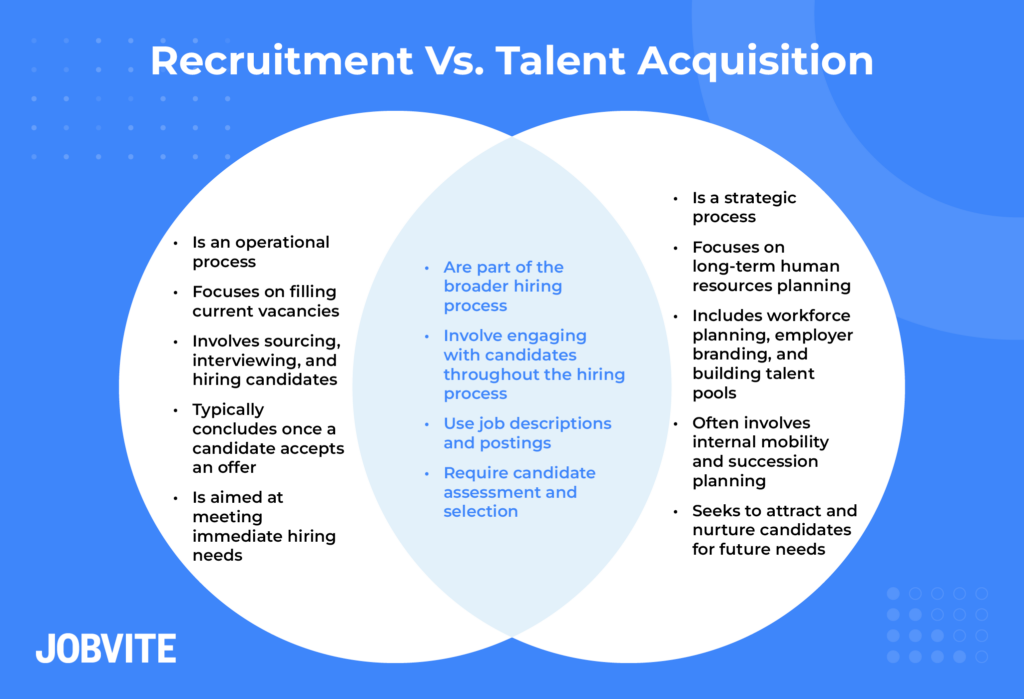 Recruitment Vs. Talent Acquisition
• Is an operational
process
• Focuses on filling
current vacancies
• Involves sourcing,
interviewing, and
hiring candidates
• Typically
concludes once a
candidate accepts
an offer
• Is aimed at
meeting
immediate hiring
needs
• Are part of the
broader hiring
process
• Involve engaging
with candidates
throughout the hiring
process
• Use job descriptions
and postings
• Require candidate
assessment and
selection
• Is a strategic
process
• Focuses on
long-term human
resources planning
• Includes workforce
planning, employer
branding, and
building talent
pools
• Often involves
internal mobility
and succession
planning
• Seeks to attract and
nurture candidates
for future needs
JOBVITE